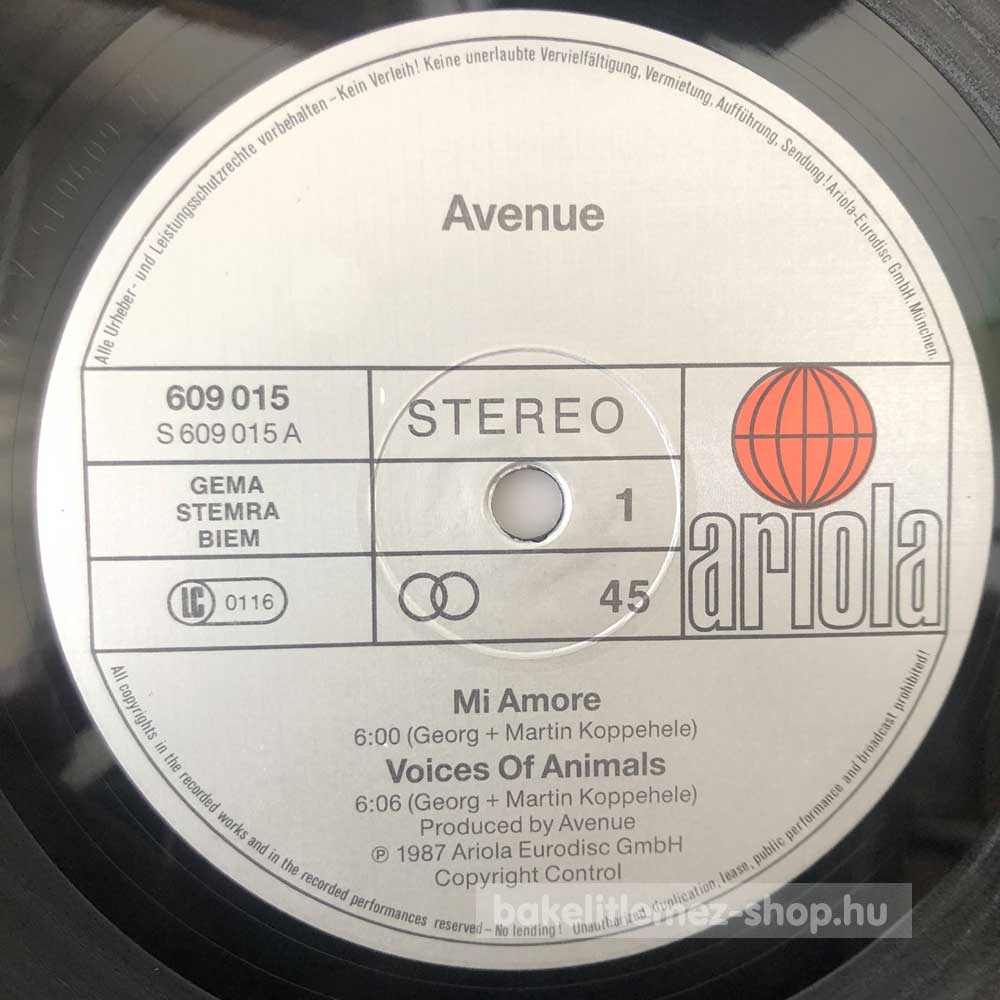 Alle Urheber- und Leistungsschutzrechte vorbehalten – Kein Verleih! Keine unerlaubte Vervielfältigung, Vermietung, Aufführung, Sendung! Ariola-Eurodisc GmbH, München.
Avenue
609 015
S 609 015 A
STEREO
GEMA
STEMRA
BIEM
1
LC 0116
45
ariola
Mi Amore
6:00 (Georg + Martin Koppehele)
Voices Of Animals
6:06 (Georg + Martin Koppehele)
Produced by Avenue
℗ 1987 Ariola Eurodisc GmbH
Copyright Control
All copyrights in the recorded works and in the recorded performances reserved – No lending! Unauthorized duplication, lease, public performance and broadcast prohibited!
bakelitlemez-shop.hu